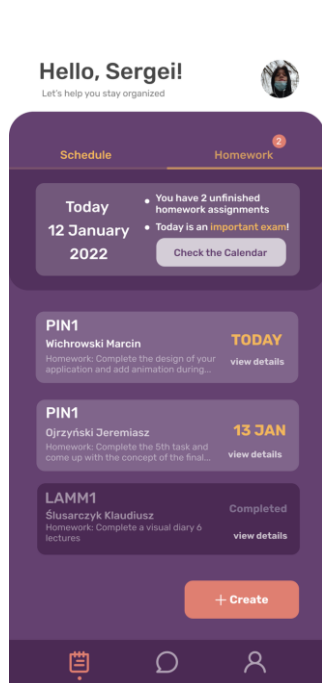 Hello, Sergei!
Let's help you stay organized
Schedule
Homework
2
Today
12 January
2022
You have 2 unfinished
homework assignments
Today is an important exam!
Check the Calendar
PIN1
Wichrowski Marcin
TODAY
Homework: Complete the design of your
application and add animation during...
view details
PIN1
Ojrzyński Jeremiasz
13 JAN
Homework: Complete the 5th task and
come up with the concept of the final...
view details
LAMM1
Ślusarczyk Klaudiusz
Completed
Homework: Complete a visual diary 6
lectures
view details
+ Create